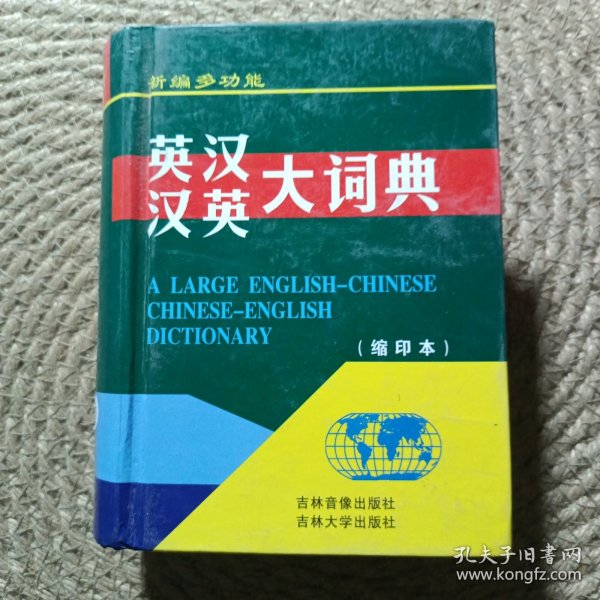 新编多功能
英汉
汉英
大词典
A LARGE ENGLISH-CHINESE
CHINESE-ENGLISH
DICTIONARY
(缩印本)
吉林音像出版社
吉林大学出版社
孔夫子旧书网
www.kongfz.com